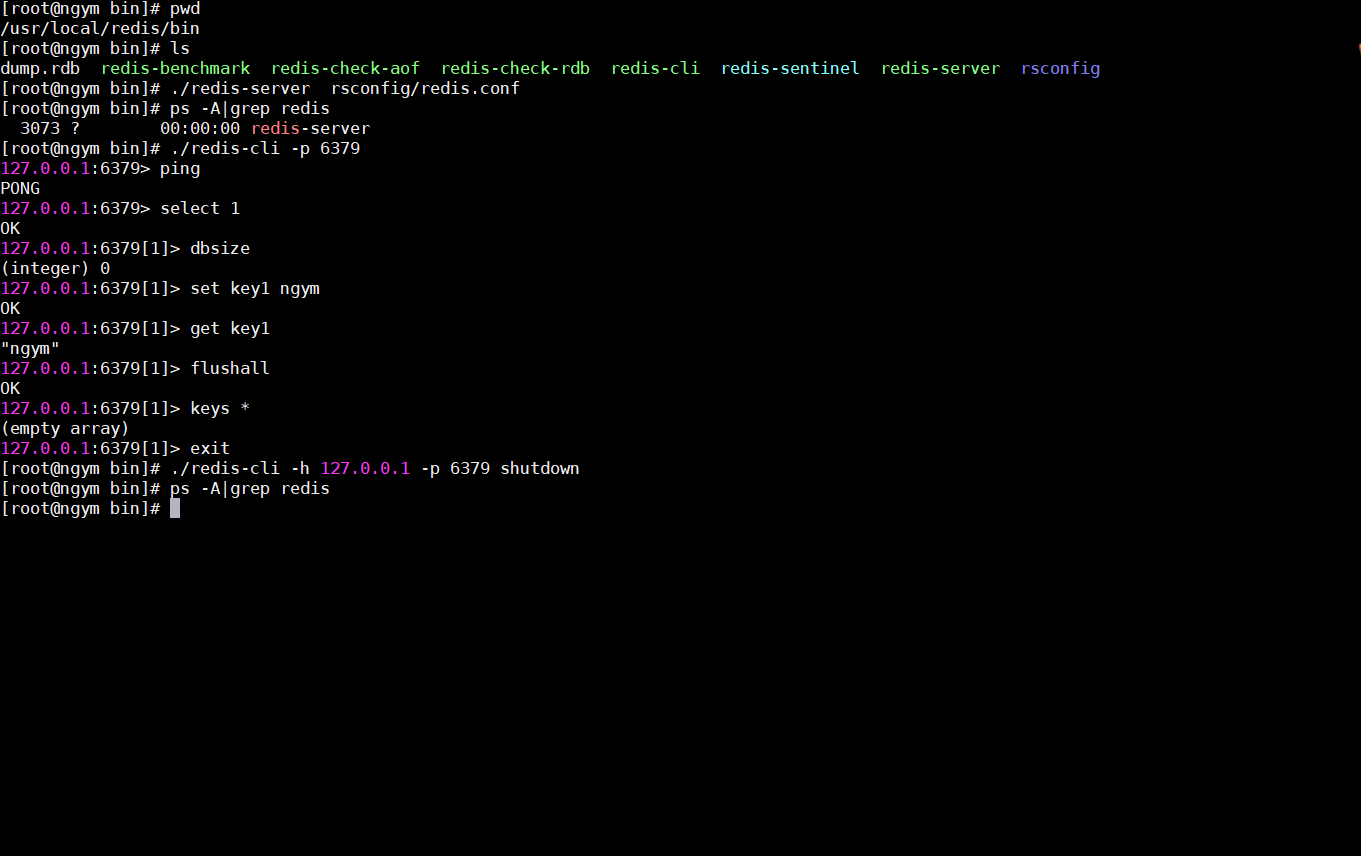 [root@ngym bin]# pwd
/usr/local/redis/bin
[root@ngym bin]# ls
dump.rdb  redis-benchmark  redis-check-aof  redis-check-rdb  redis-cli  redis-sentinel  redis-server  rsconfig
[root@ngym bin]# ./redis-server  rsconfig/redis.conf
[root@ngym bin]# ps -A|grep redis
  3073 ?        00:00:00 redis-server
[root@ngym bin]# ./redis-cli -p 6379
127.0.0.1:6379> ping
PONG
127.0.0.1:6379> select 1
OK
127.0.0.1:6379[1]> dbsize
(integer) 0
127.0.0.1:6379[1]> set key1 ngym
OK
127.0.0.1:6379[1]> get key1
"ngym"
127.0.0.1:6379[1]> flushall
OK
127.0.0.1:6379[1]> keys *
(empty array)
127.0.0.1:6379[1]> exit
[root@ngym bin]# ./redis-cli -h 127.0.0.1 -p 6379 shutdown
[root@ngym bin]# ps -A|grep redis
[root@ngym bin]#